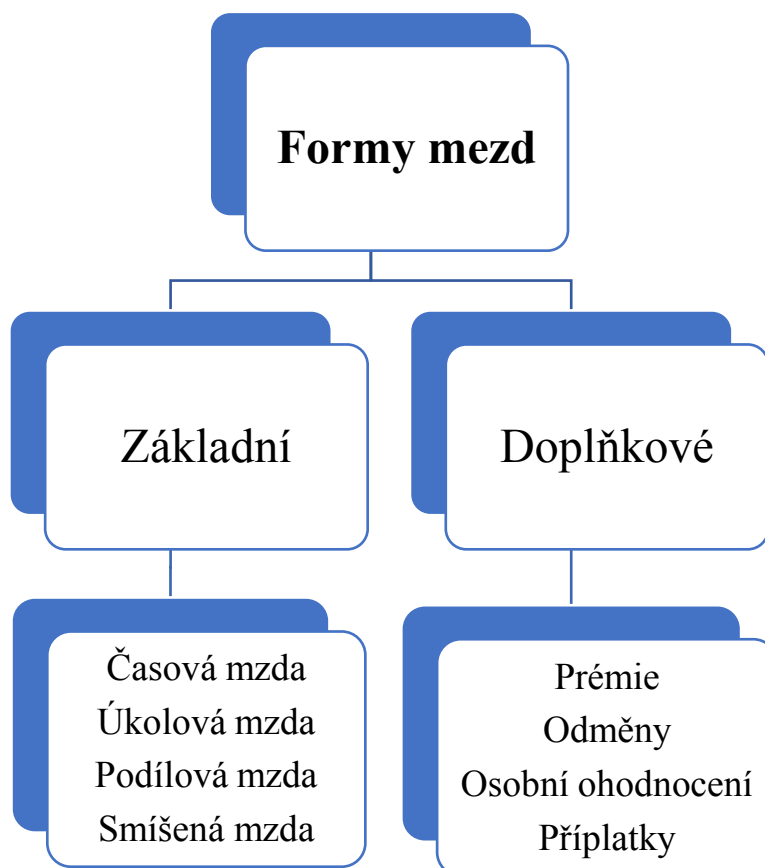 Formy mezd
Základní
Doplňkové
Časová mzda
Úkolová mzda
Podílová mzda
Smíšená mzda
Prémie
Odměny
Osobní ohodnocení
Příplatky